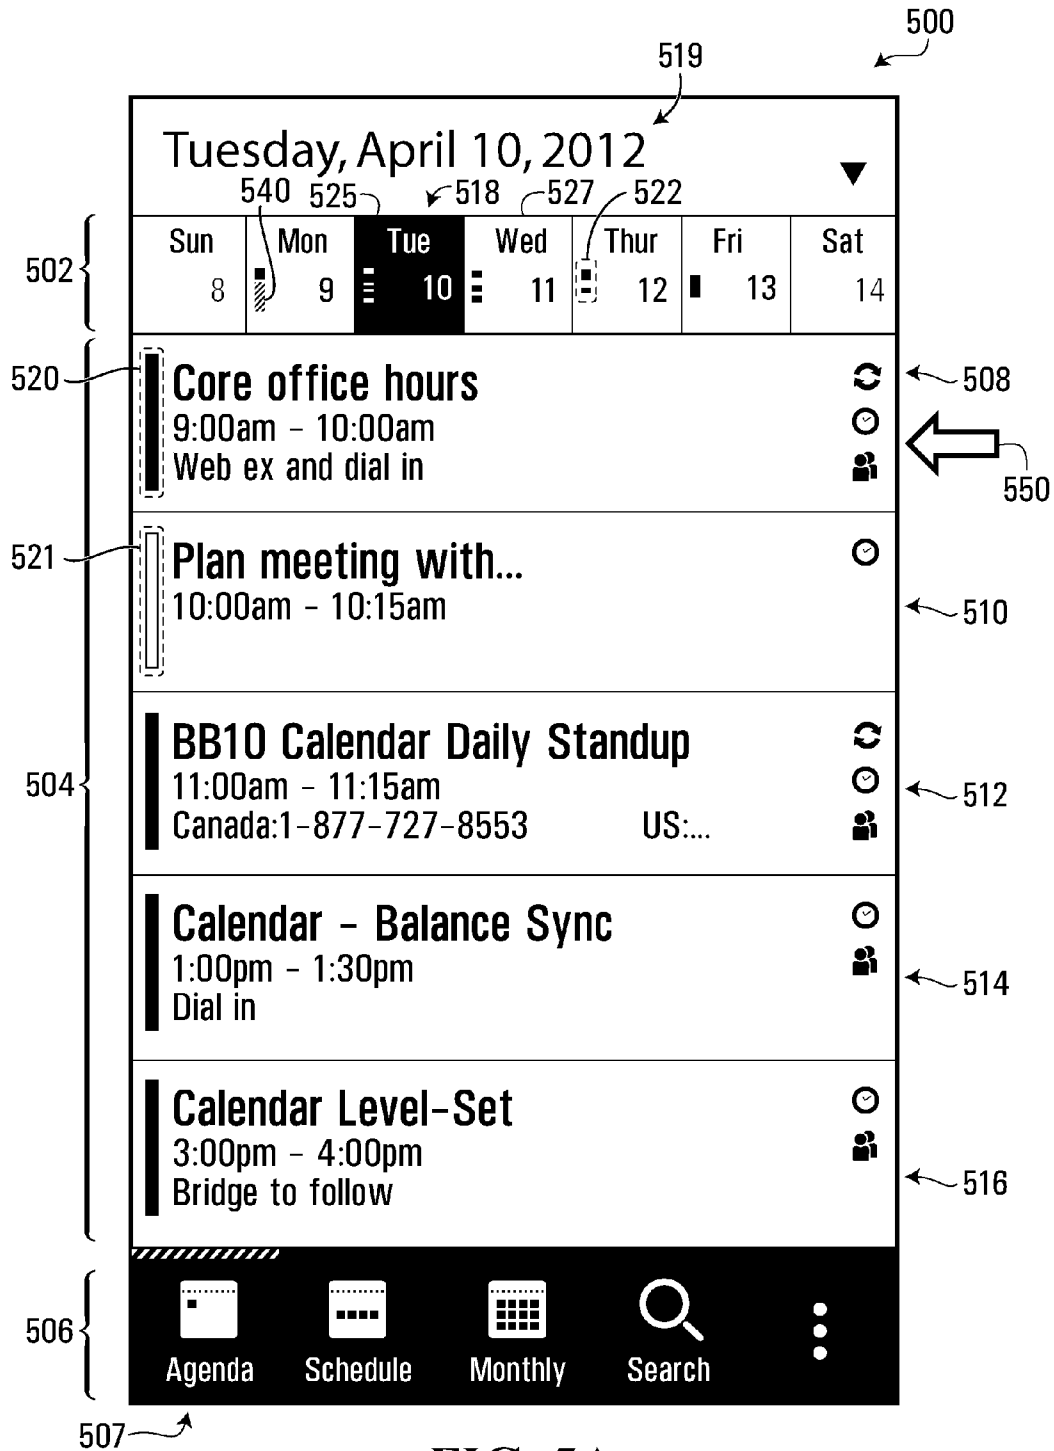 500
519
Tuesday, April 10, 2012
540 525 518 527 522
502
Sun Mon Tue Wed Thur Fri Sat
8 9 10 11 12 13 14
520
Core office hours
508
9:00am - 10:00am
Web ex and dial in
550
521
Plan meeting with...
10:00am - 10:15am
510
BB10 Calendar Daily Standup
504
11:00am - 11:15am
512
Canada:1-877-727-8553 US:...
Calendar - Balance Sync
1:00pm - 1:30pm
514
Dial in
Calendar Level-Set
3:00pm - 4:00pm
516
Bridge to follow
506
Agenda Schedule Monthly Search
507